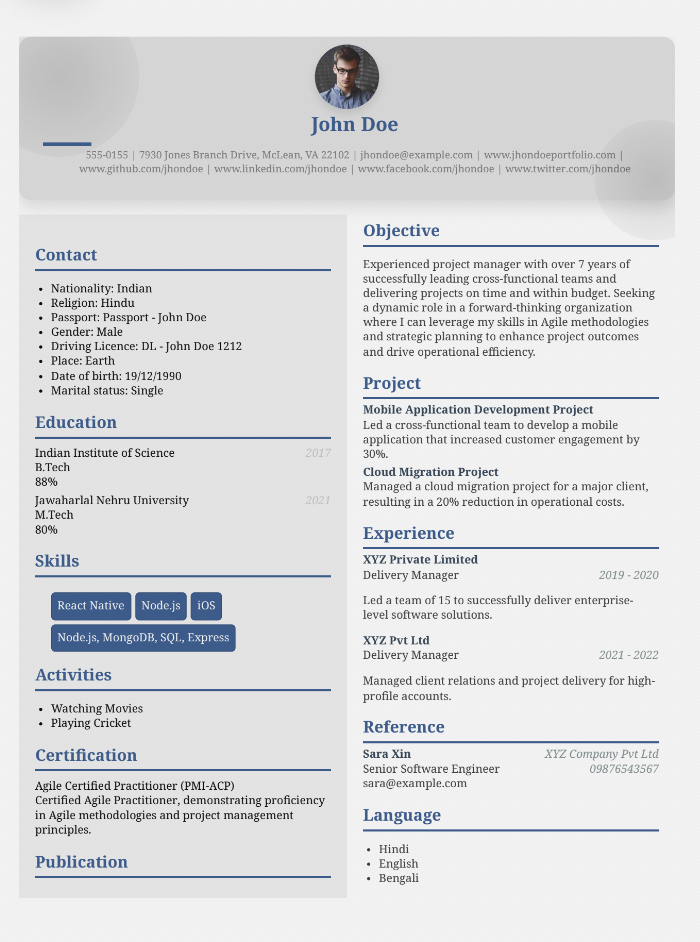 John Doe
555-0155 | 7930 Jones Branch Drive, McLean, VA 22102 | jhondoe@example.com | www.jhondoeportfolio.com |
www.github.com/jhondoe | www.linkedin.com/jhondoe | www.facebook.com/jhondoe | www.twitter.com/jhondoe
Contact
• Nationality: Indian
• Religion: Hindu
• Passport: Passport - John Doe
• Gender: Male
• Driving Licence: DL - John Doe 1212
• Place: Earth
• Date of birth: 19/12/1990
• Marital status: Single
Education
Indian Institute of Science 2017
B.Tech
88%
Jawaharlal Nehru University 2021
M.Tech
80%
Skills
React Native Node.js iOS
Node.js, MongoDB, SQL, Express
Activities
• Watching Movies
• Playing Cricket
Certification
Agile Certified Practitioner (PMI-ACP)
Certified Agile Practitioner, demonstrating proficiency
in Agile methodologies and project management
principles.
Publication
Objective
Experienced project manager with over 7 years of
successfully leading cross-functional teams and
delivering projects on time and within budget. Seeking
a dynamic role in a forward-thinking organization
where I can leverage my skills in Agile methodologies
and strategic planning to enhance project outcomes
and drive operational efficiency.
Project
Mobile Application Development Project
Led a cross-functional team to develop a mobile
application that increased customer engagement by
30%.
Cloud Migration Project
Managed a cloud migration project for a major client,
resulting in a 20% reduction in operational costs.
Experience
XYZ Private Limited
Delivery Manager 2019 - 2020
Led a team of 15 to successfully deliver enterprise-
level software solutions.
XYZ Pvt Ltd
Delivery Manager 2021 - 2022
Managed client relations and project delivery for high-
profile accounts.
Reference
Sara Xin XYZ Company Pvt Ltd
Senior Software Engineer 09876543567
sara@example.com
Language
• Hindi
• English
• Bengali